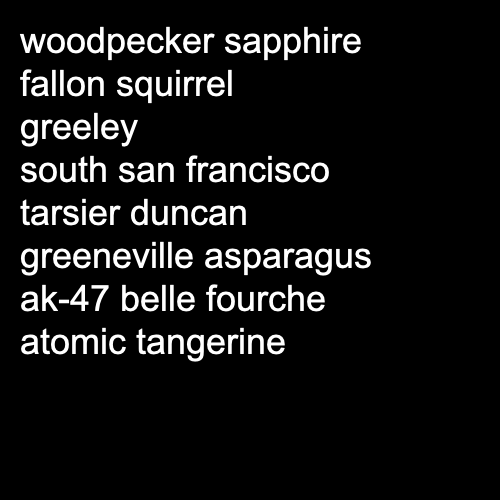 woodpecker sapphire
fallon squirrel
greeley
south san francisco
tarsier duncan
greeneville asparagus
ak-47 belle fourche
atomic tangerine